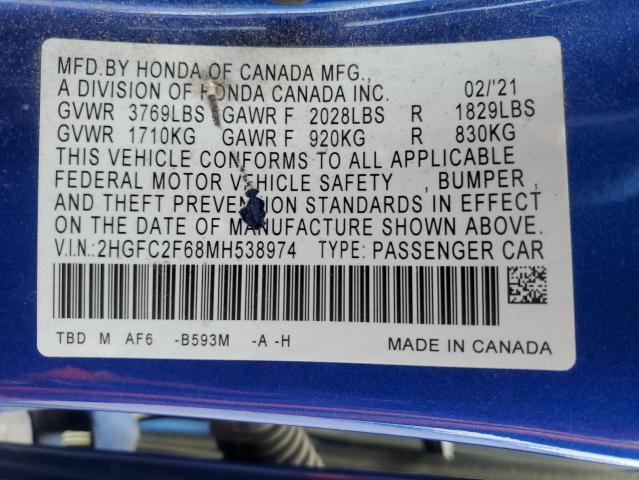 MFD.BY HONDA OF CANADA MFG.,
A DIVISION OF HONDA CANADA INC. 02/'21
GVWR 3769LBS GAWR F 2028LBS R 1829LBS
GVWR 1710KG GAWR F 920KG R 830KG
THIS VEHICLE CONFORMS TO ALL APPLICABLE
FEDERAL MOTOR VEHICLE SAFETY , BUMPER ,
AND THEFT PREVENTION STANDARDS IN EFFECT
ON THE DATE OF MANUFACTURE SHOWN ABOVE.
V.I.N.:2HGFC2F68MH538974 TYPE: PASSENGER CAR
TBD M AF6 -B593M -A -H MADE IN CANADA